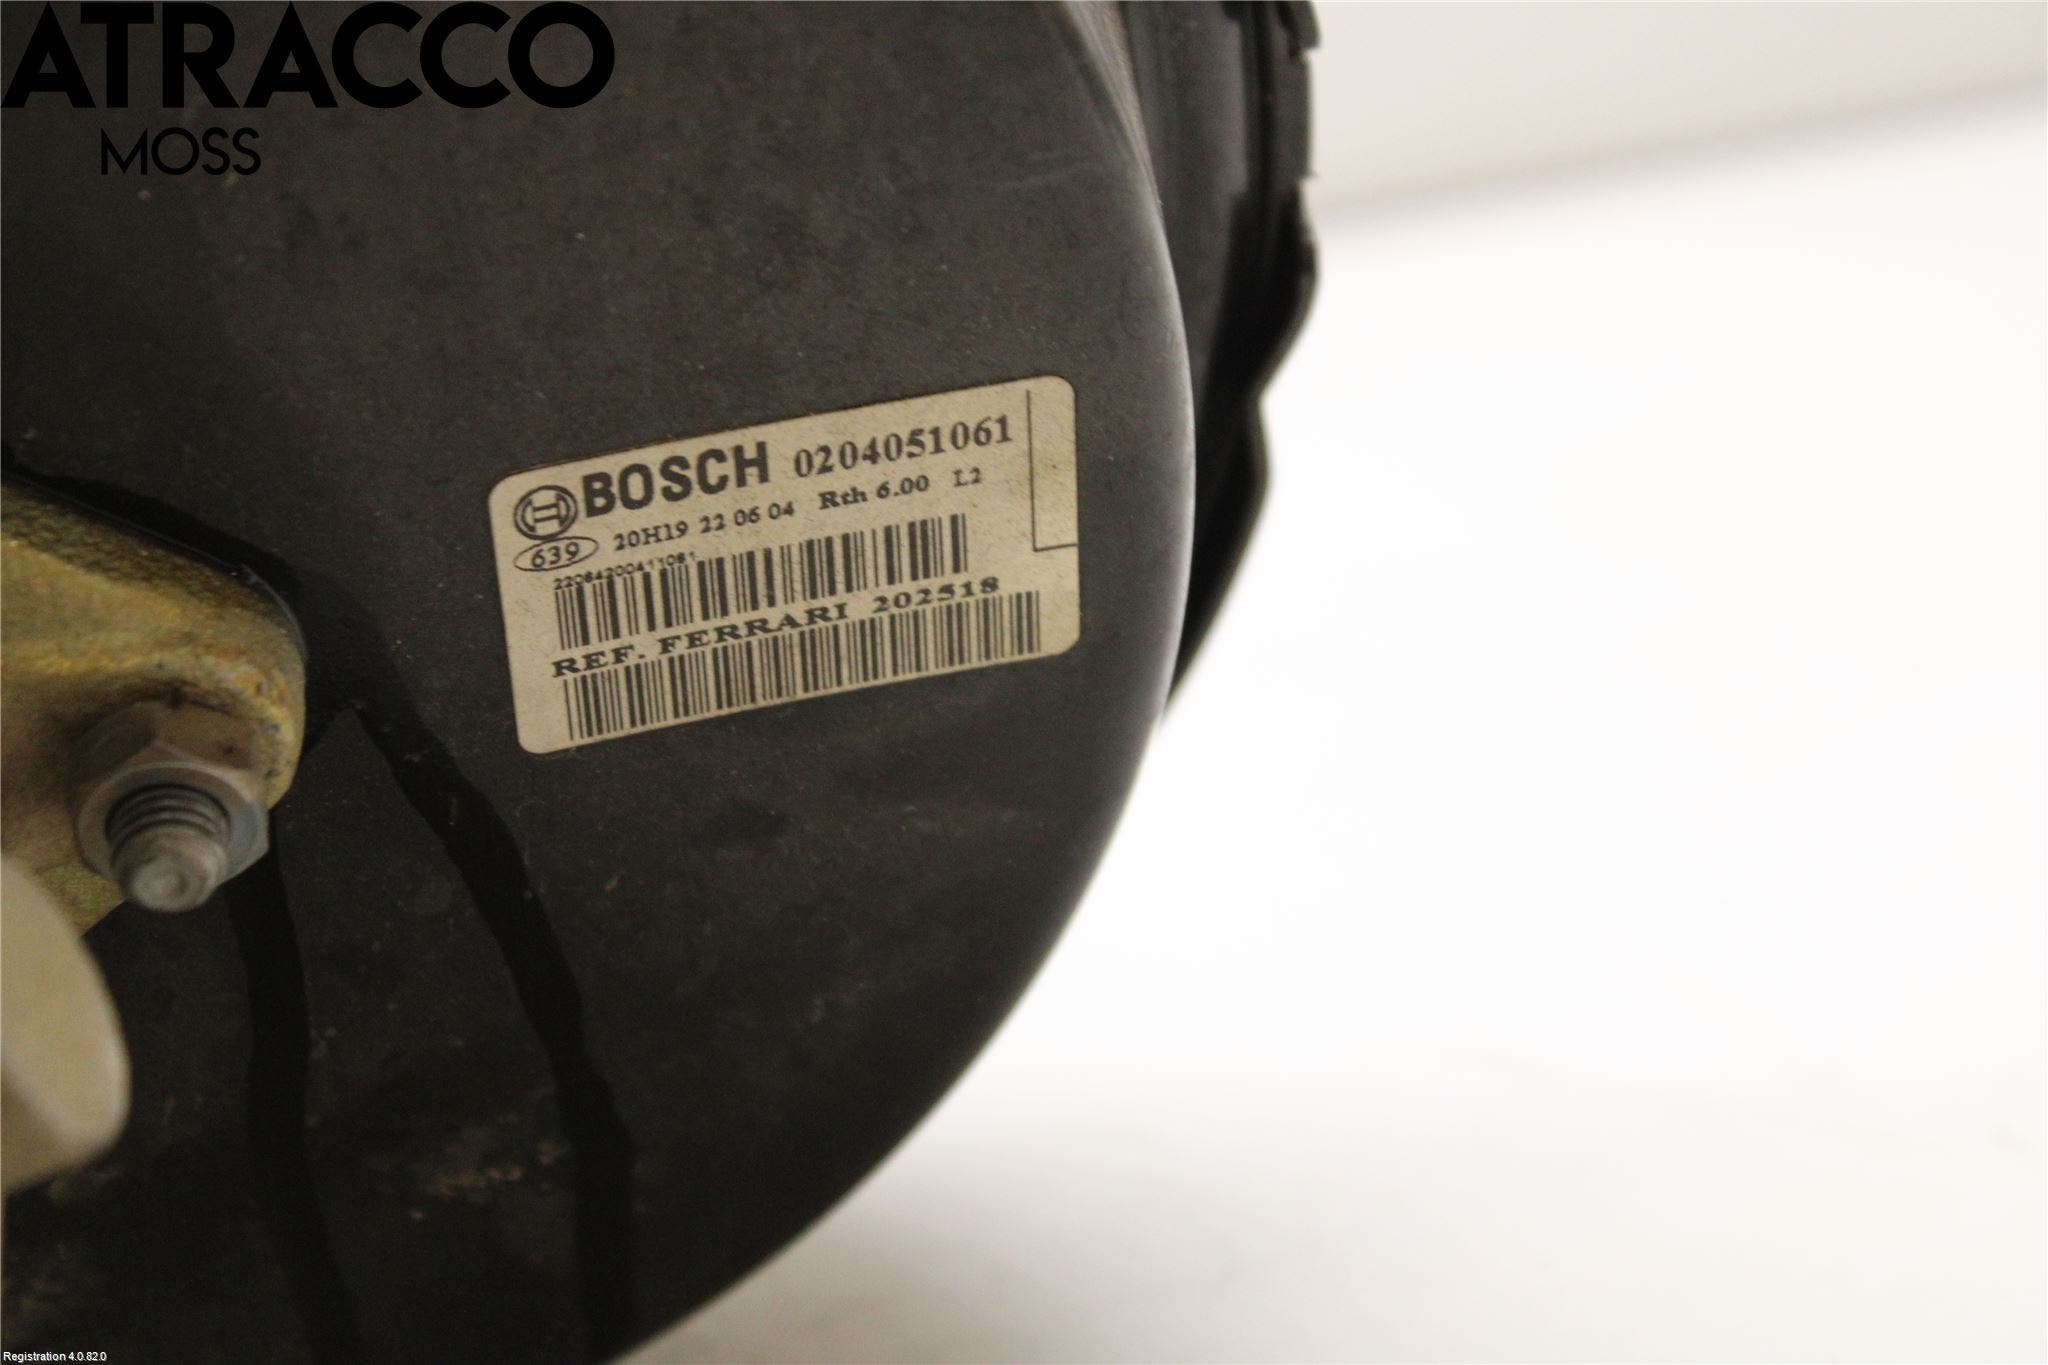 ATRACCO
MOSS
BOSCH 0204051061
639 20H19 22 06 04 Rth 6.00 L2
22064200411061
REF. FERRARI 202518
Registration 4.0.82.0